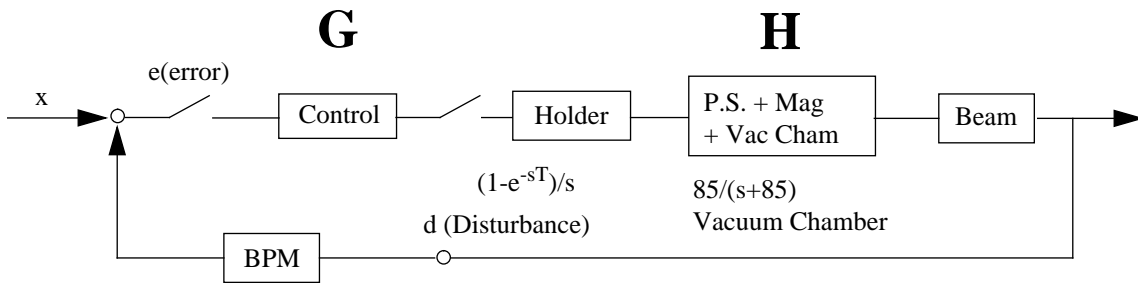 G
H
e(error)
x
Control
Holder
P.S. + Mag
+ Vac Cham
Beam
(1-e^-sT)/s
85/(s+85)
Vacuum Chamber
d (Disturbance)
BPM